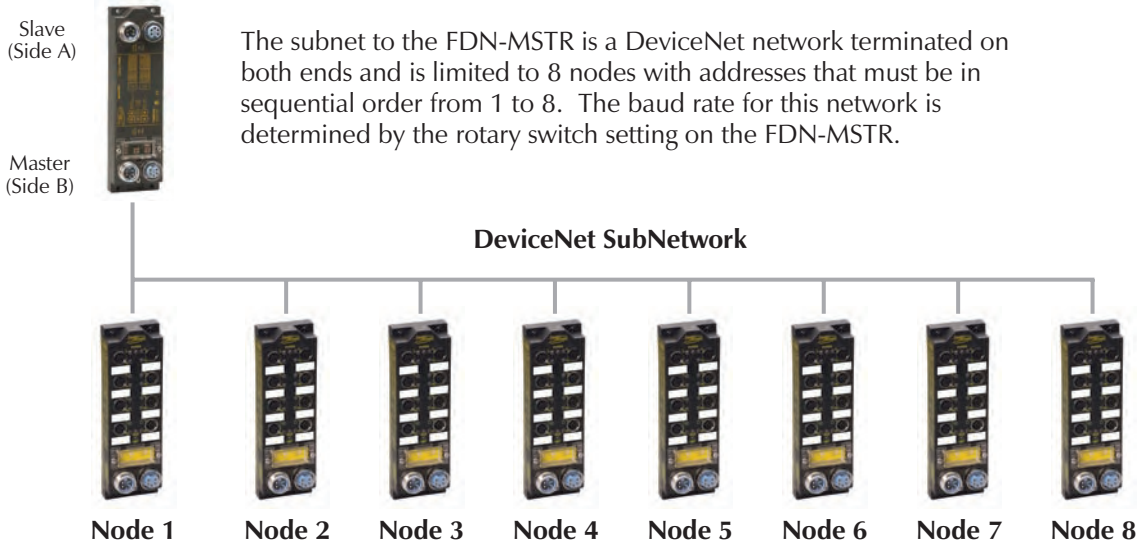 Slave
(Side A)
The subnet to the FDN-MSTR is a DeviceNet network terminated on
both ends and is limited to 8 nodes with addresses that must be in
sequential order from 1 to 8. The baud rate for this network is
determined by the rotary switch setting on the FDN-MSTR.
Master
(Side B)
DeviceNet SubNetwork
Node 1 Node 2 Node 3 Node 4 Node 5 Node 6 Node 7 Node 8